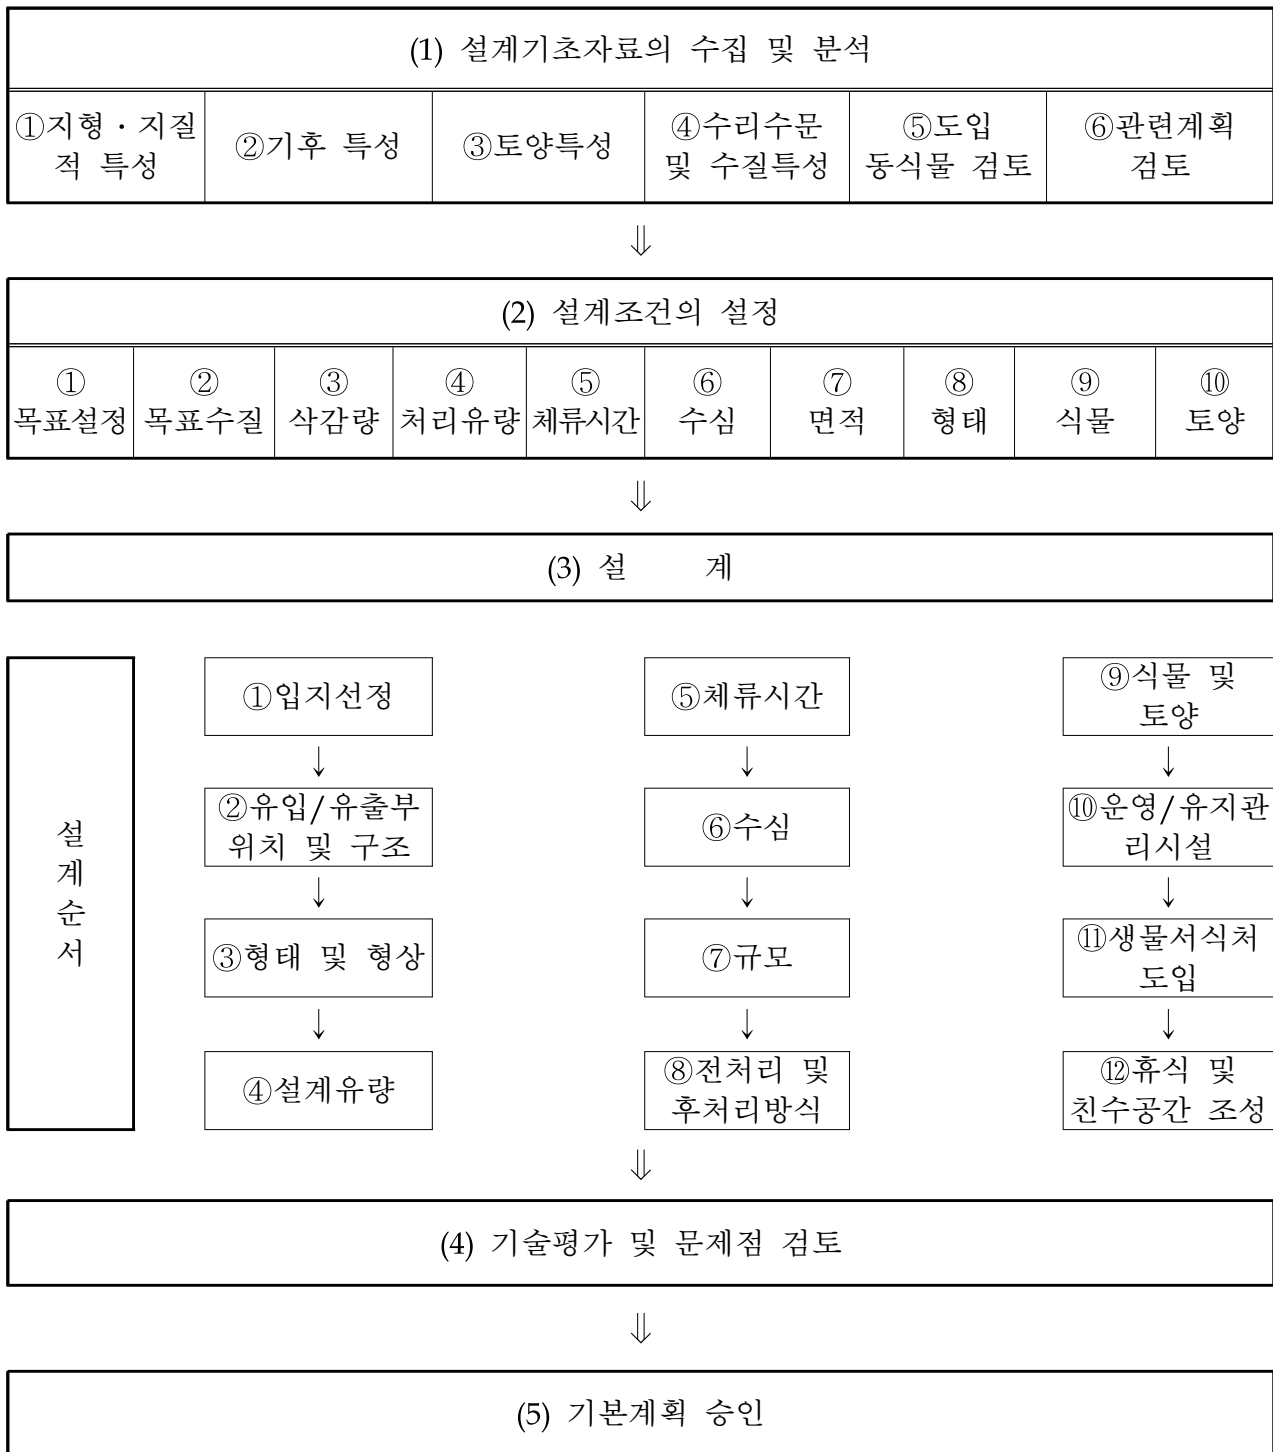 (1) 설계기초자료의 수집 및 분석
①지형·지질
적 특성
②기후 특성
③토양특성
④수리수문
및 수질특성
⑤도입
동식물 검토
⑥관련계획
검토
⇓
(2) 설계조건의 설정
①
목표설정
②
목표수질
③
삭감량
④
처리유량
⑤
체류시간
⑥
수심
⑦
면적
⑧
형태
⑨
식물
⑩
토양
⇓
(3) 설 계
설
계
순
서
①입지선정
↓
②유입/유출부
위치 및 구조
↓
③형태 및 형상
↓
④설계유량
⑤체류시간
↓
⑥수심
↓
⑦규모
↓
⑧전처리 및
후처리방식
⑨식물 및
토양
↓
⑩운영/유지관
리시설
↓
⑪생물서식처
도입
↓
⑫휴식 및
친수공간 조성
⇓
(4) 기술평가 및 문제점 검토
⇓
(5) 기본계획 승인